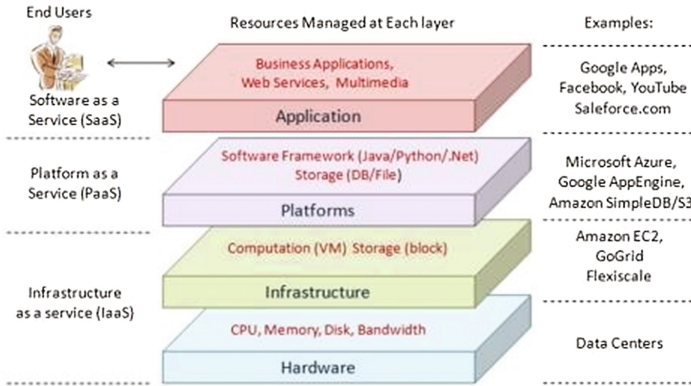 End Users
Resources Managed at Each layer
Examples:
Business Applications,
Web Services, Multimedia
Application
Software as a
Service (SaaS)
Google Apps,
Facebook, YouTube
Saleforce.com
Software Framework (Java/Python/.Net)
Storage (DB/File)
Platforms
Platform as a
Service (PaaS)
Microsoft Azure,
Google AppEngine,
Amazon SimpleDB/S3
Computation (VM) Storage (block)
Infrastructure
Amazon EC2,
GoGrid
Flexiscale
Infrastructure
as a service (IaaS)
CPU, Memory, Disk, Bandwidth
Hardware
Data Centers